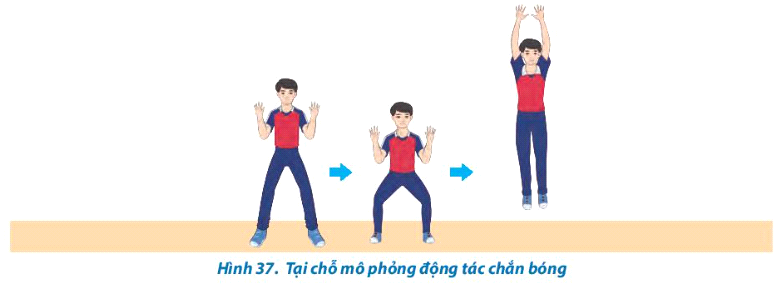 Hình 37. Tại chỗ mô phỏng động tác chắn bóng